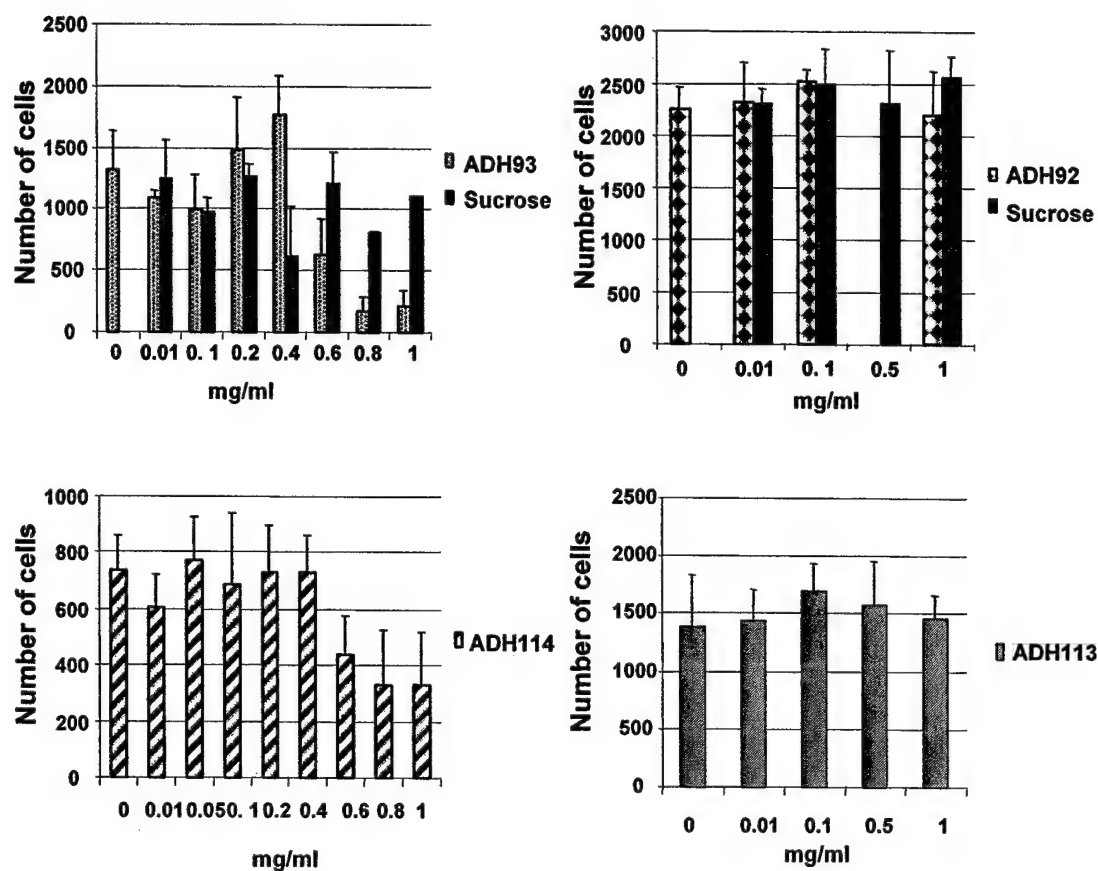 2500
2000
1500
1000
500
0
Number of cells
0 0.01 0. 1 0.2 0.4 0.6 0.8 1
mg/ml
ADH93
Sucrose
3000
2500
2000
1500
1000
500
0
Number of cells
0 0.01 0. 1 0.5 1
mg/ml
ADH92
Sucrose
1000
800
600
400
200
0
Number of cells
0 0.01 0.05 0. 1 0.2 0.4 0.6 0.8 1
mg/ml
ADH114
2500
2000
1500
1000
500
0
Number of cells
0 0.01 0.1 0.5 1
mg/ml
ADH113